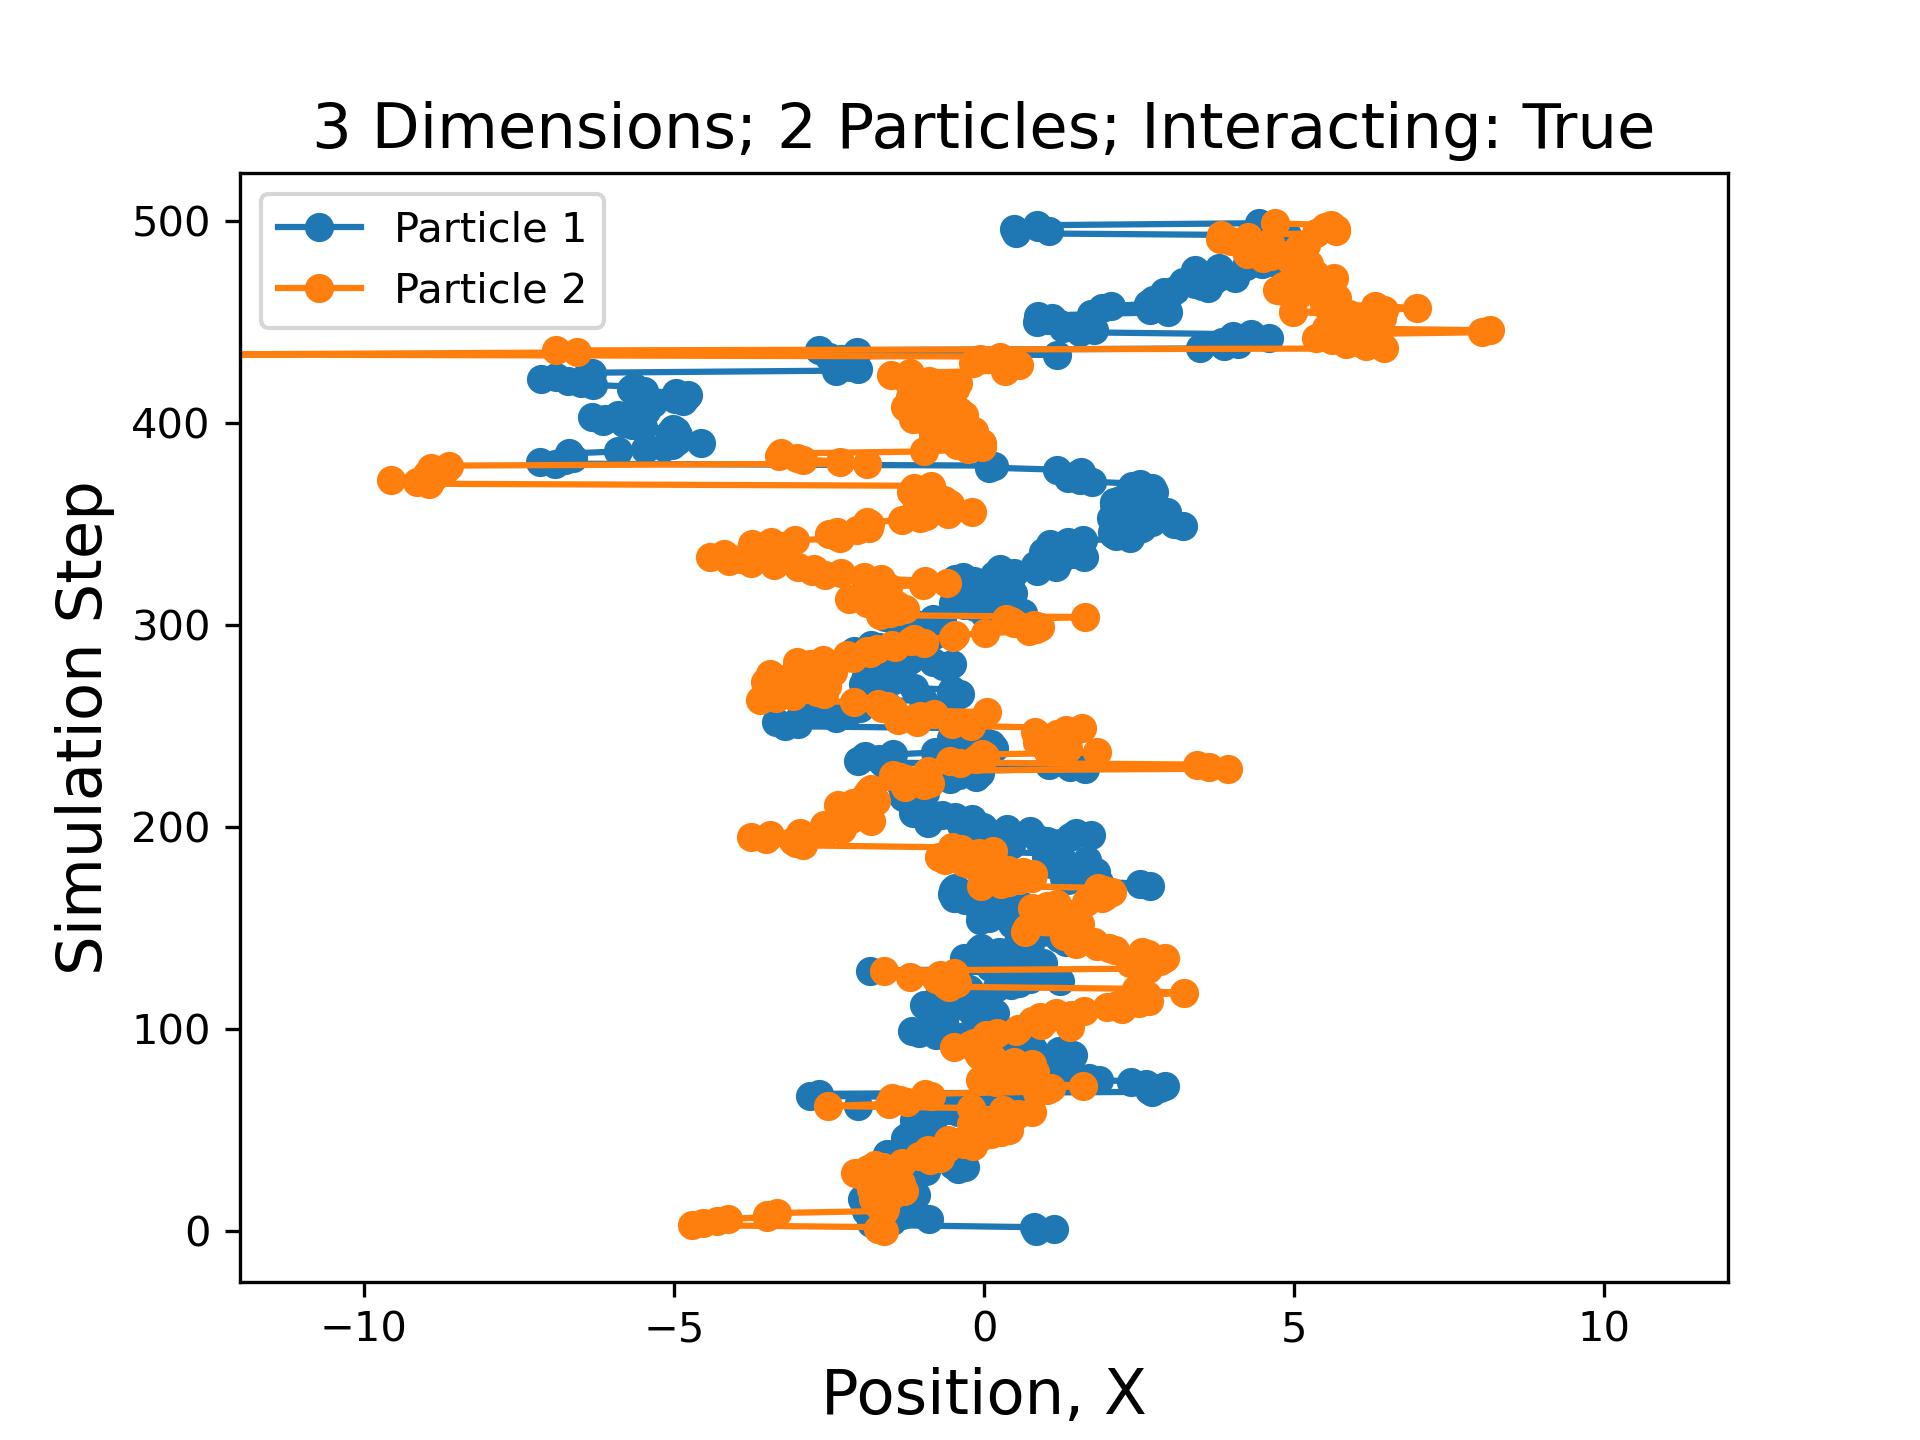 3 Dimensions; 2 Particles; Interacting: True
Particle 1
Particle 2
Simulation Step
500
400
300
200
100
0
−10 −5 0 5 10
Position, X